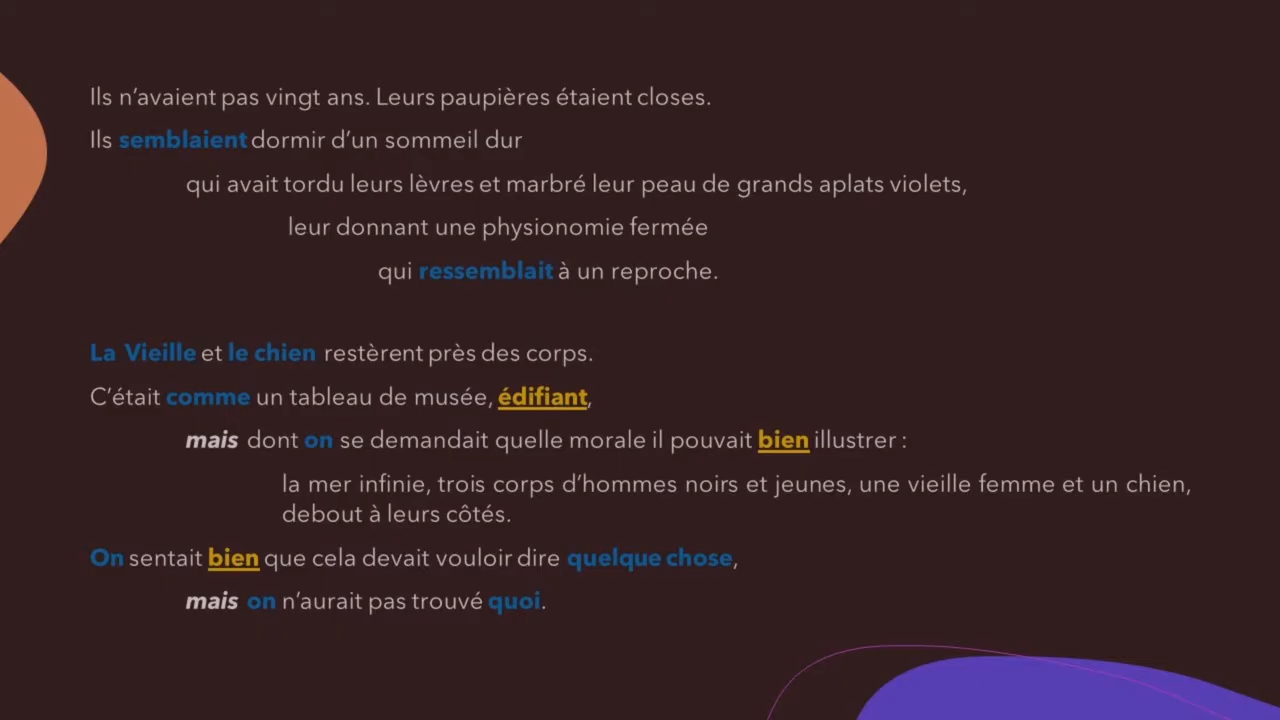 Ils n’avaient pas vingt ans. Leurs paupières étaient closes.
Ils semblaient dormir d’un sommeil dur
qui avait tordu leurs lèvres et marbré leur peau de grands aplats violets,
leur donnant une physionomie fermée
qui ressemblait à un reproche.
La Vieille et le chien restèrent près des corps.
C’était comme un tableau de musée, édifiant,
mais dont on se demandait quelle morale il pouvait bien illustrer :
la mer infinie, trois corps d’hommes noirs et jeunes, une vieille femme et un chien,
debout à leurs côtés.
On sentait bien que cela devait vouloir dire quelque chose,
mais on n’aurait pas trouvé quoi.